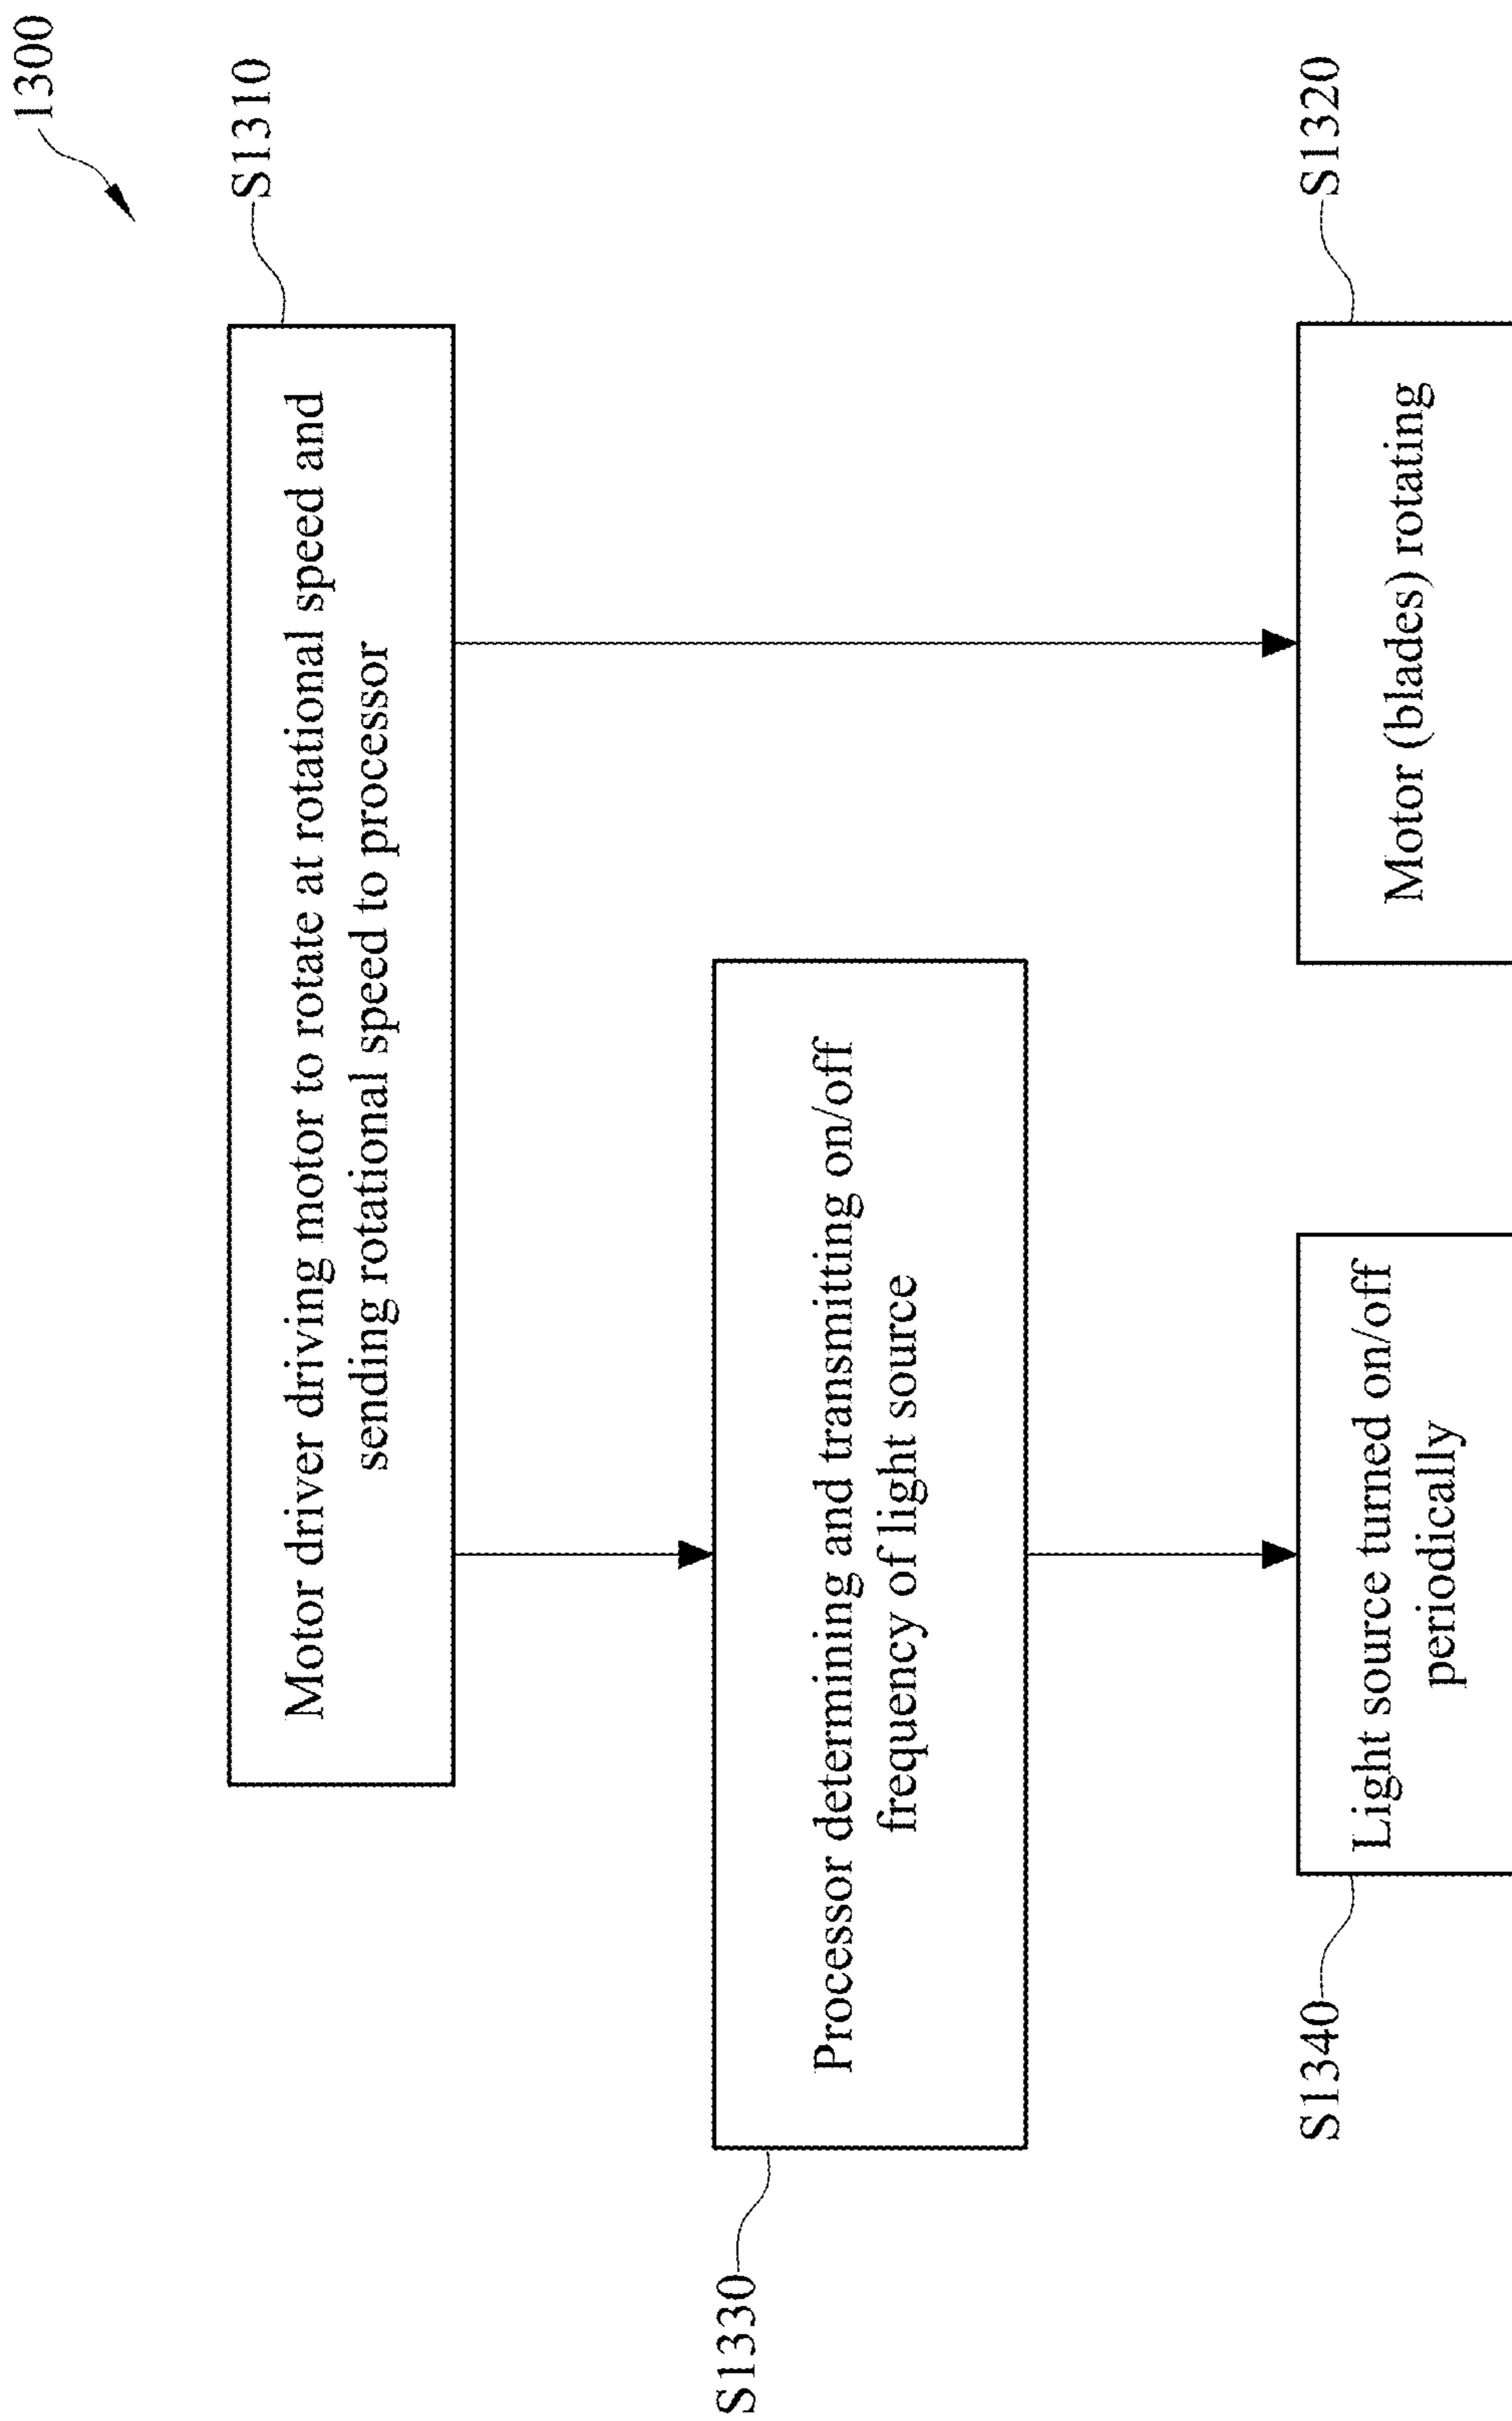 1300
S1310
Motor driver driving motor to rotate at rotational speed and
sending rotational speed to processor
S1330
Processor determining and transmitting on/off
frequency of light source
S1340
Light source turned on/off
periodically
S1320
Motor (blades) rotating